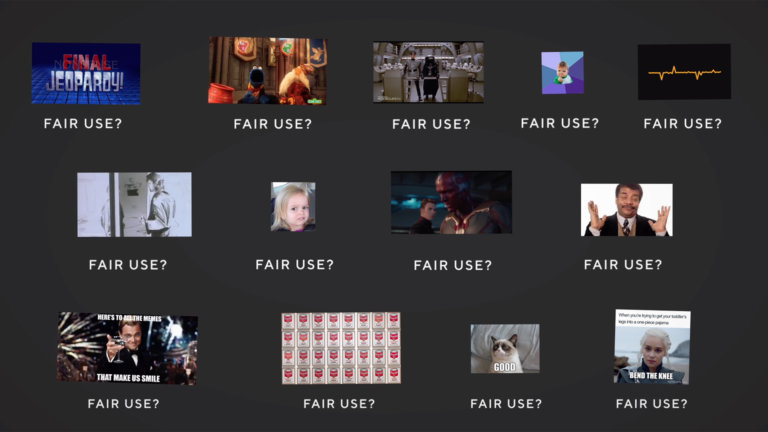 FINAL
JEOPARDY!
FAIR USE?
FAIR USE?
FAIR USE?
FAIR USE?
FAIR USE?
FAIR USE?
FAIR USE?
FAIR USE?
FAIR USE?
HERE'S TO ALL THE MEMES
THAT MAKE US SMILE
GOOD
When you're trying to get your toddler's
legs into a one-piece pajama
BEND THE KNEE
FAIR USE?
FAIR USE?
FAIR USE?
FAIR USE?